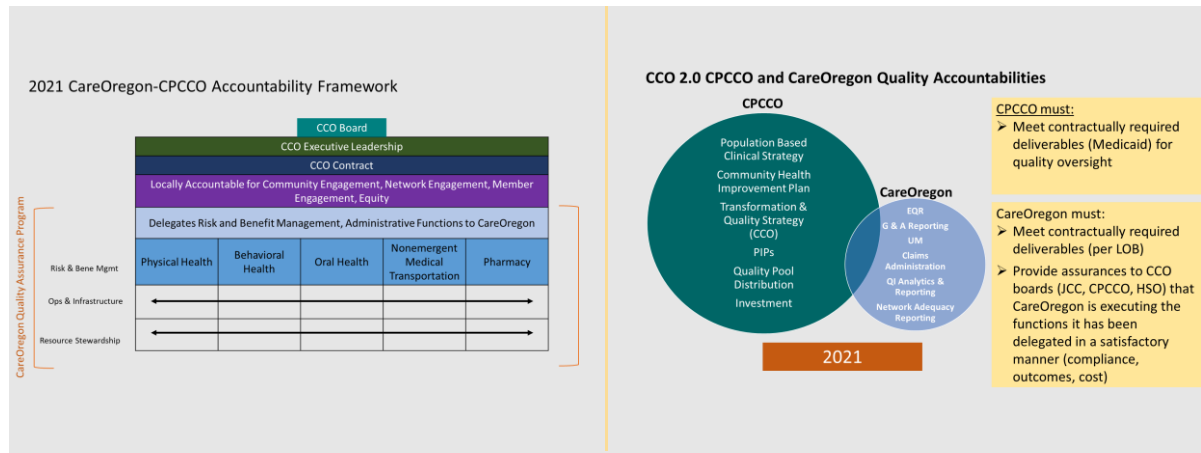 2021 CareOregon-CPCCO Accountability Framework
CCO Board
CCO Executive Leadership
CCO Contract
Locally Accountable for Community Engagement, Network Engagement, Member
Engagement, Equity
Delegates Risk and Benefit Management, Administrative Functions to CareOregon
CareOregon Quality Assurance Program
Risk & Bene Mgmt
Physical Health
Behavioral
Health
Oral Health
Nonemergent
Medical
Transportation
Pharmacy
Ops & Infrastructure
Resource Stewardship
CCO 2.0 CPCCO and CareOregon Quality Accountabilities
CPCCO
Population Based
Clinical Strategy
Community Health
Improvement Plan
Transformation &
Quality Strategy
(CCO)
PIPs
Quality Pool
Distribution
Investment
CareOregon
EQR
G & A Reporting
UM
Claims
Administration
QI Analytics &
Reporting
Network Adequacy
Reporting
2021
CPCCO must:
➢ Meet contractually required
deliverables (Medicaid) for
quality oversight
CareOregon must:
➢ Meet contractually required
deliverables (per LOB)
➢ Provide assurances to CCO
boards (JCC, CPCCO, HSO) that
CareOregon is executing the
functions it has been
delegated in a satisfactory
manner (compliance,
outcomes, cost)